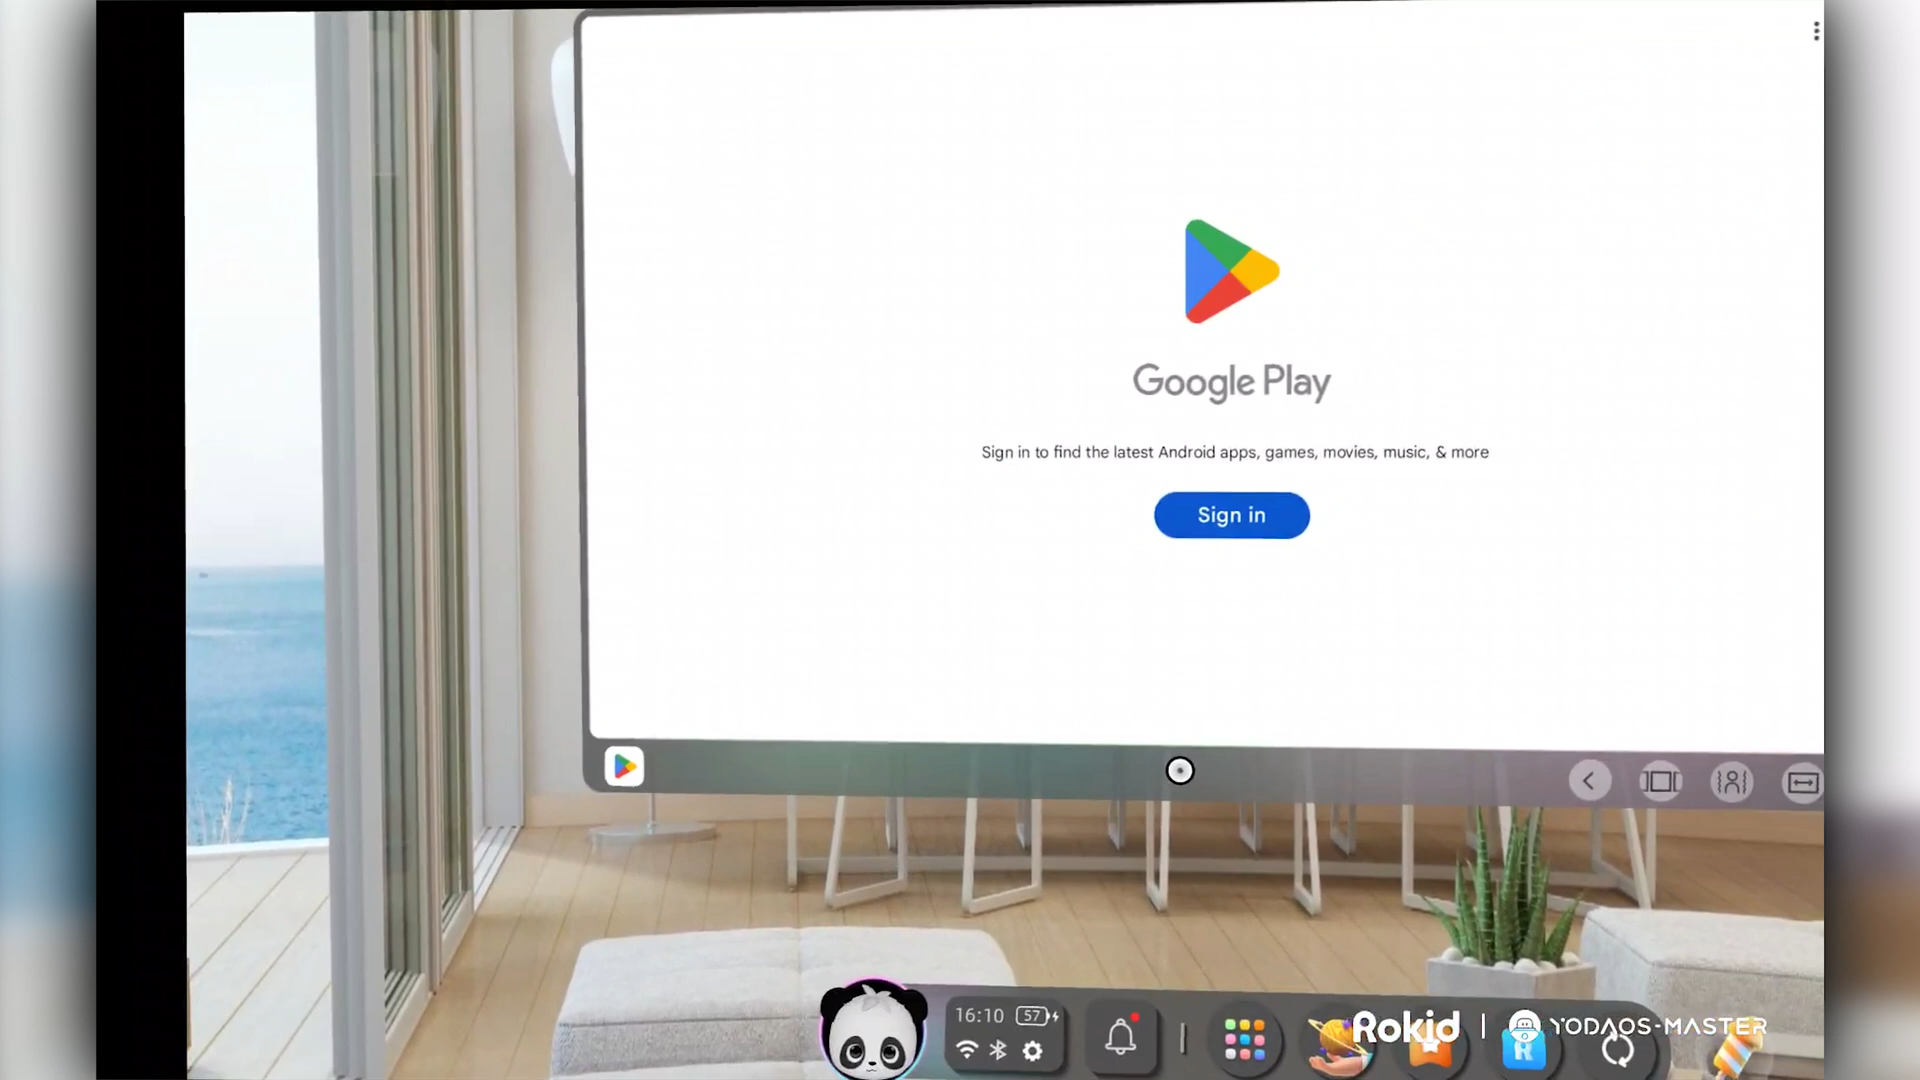 Google Play
Sign in to find the latest Android apps, games, movies, music, & more
Sign in
16:10 57
Rokid | YODAOS-MASTER
R